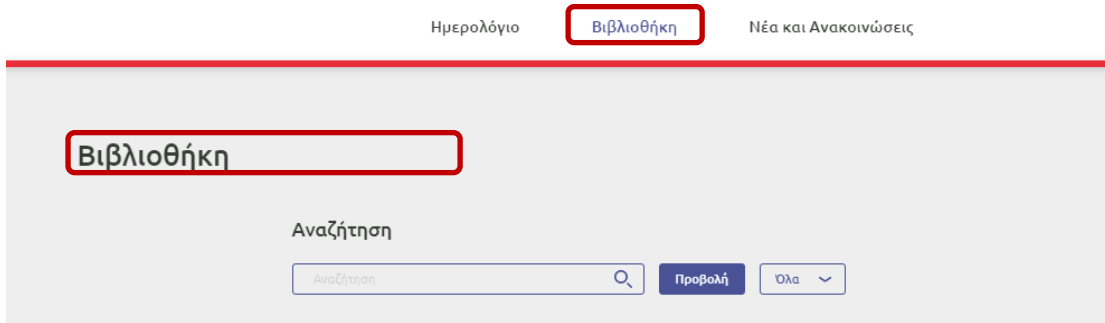 Ημερολόγιο Βιβλιοθήκη Νέα και Ανακοινώσεις
Βιβλιοθήκη
Αναζήτηση
Αναζήτηση Προβολή Όλα